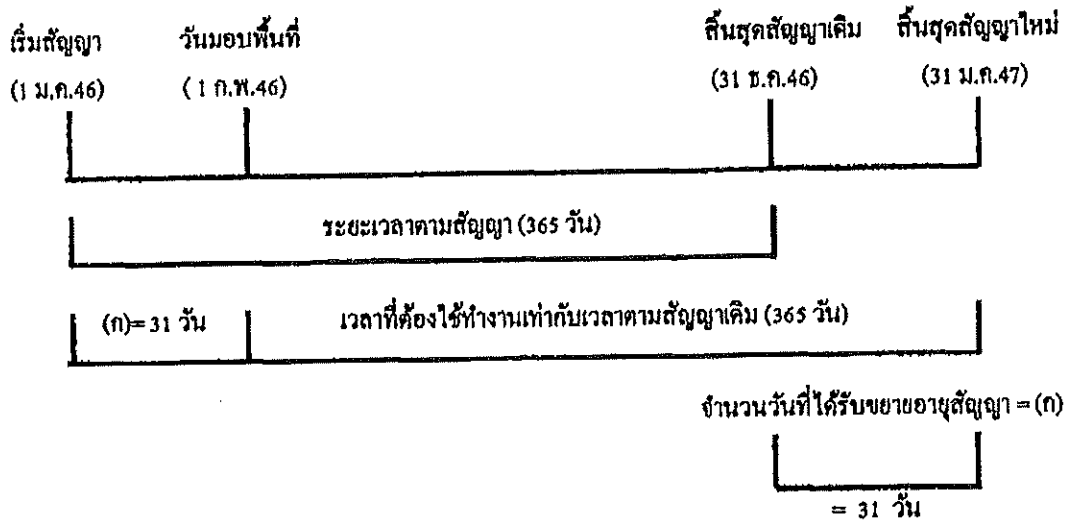 เริ่มสัญญา วันมอบพื้นที่ สิ้นสุดสัญญาเดิม สิ้นสุดสัญญาใหม่
(1 ม.ค.46) ( 1 ก.พ.46) (31 ธ.ค.46) (31 ม.ค.47)
ระยะเวลาตามสัญญา (365 วัน)
(ก)= 31 วัน เวลาที่ต้องใช้ทำงานเท่ากับเวลาตามสัญญาเดิม (365 วัน)
จำนวนวันที่ได้รับขยายอายุสัญญา = (ก)
= 31 วัน